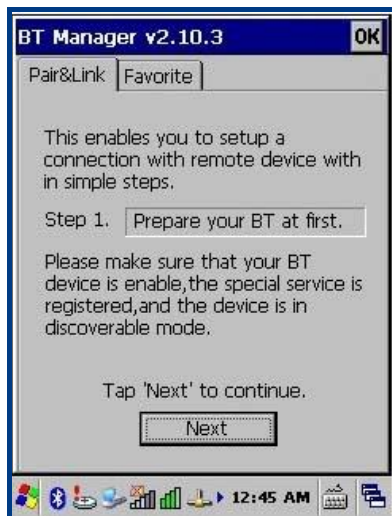 BT Manager v2.10.3 OK
Pair&Link Favorite
This enables you to setup a
connection with remote device with
in simple steps.
Step 1. Prepare your BT at first.
Please make sure that your BT
device is enable,the special service is
registered,and the device is in
discoverable mode.
Tap 'Next' to continue.
Next
12:45 AM